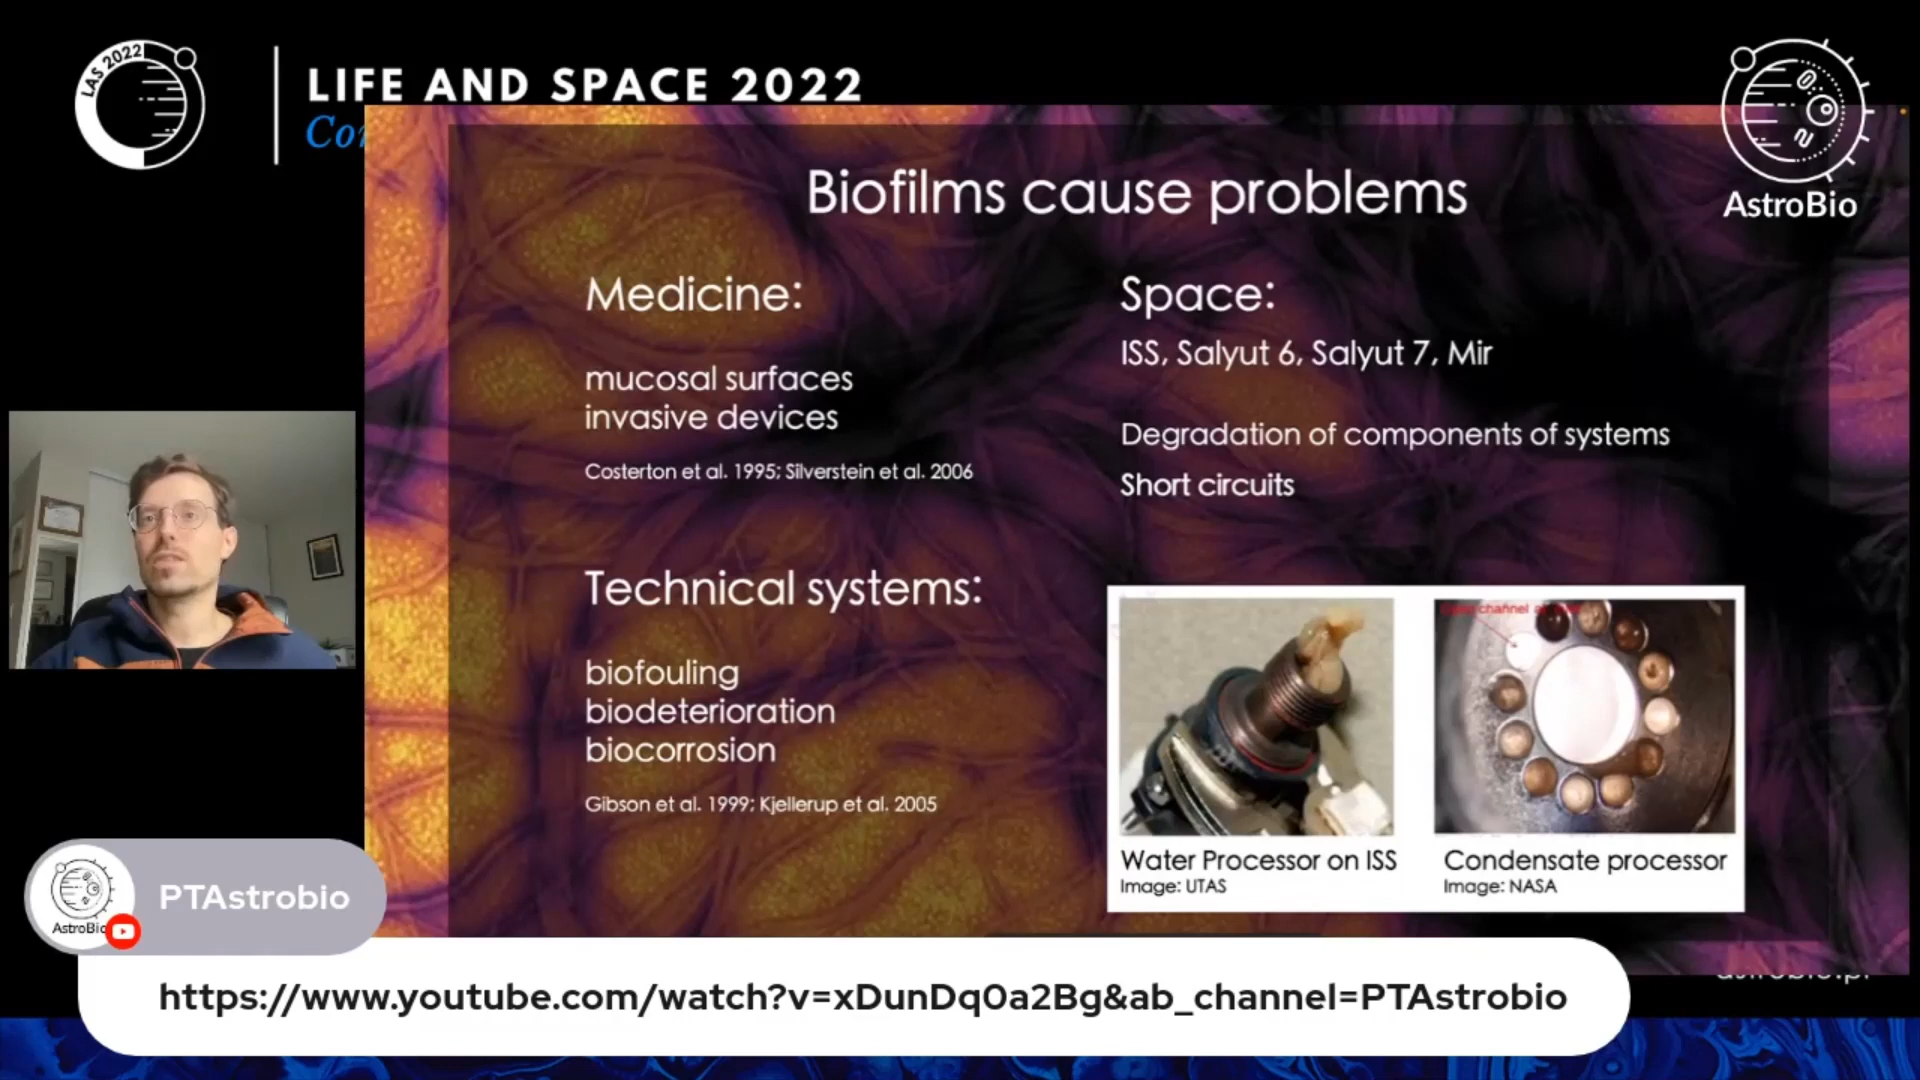 LAS 2022
LIFE AND SPACE 2022
AstroBio
Biofilms cause problems
Medicine:
mucosal surfaces
invasive devices
Costerton et al. 1995; Silverstein et al. 2006
Technical systems:
biofouling
biodeterioration
biocorrosion
Gibson et al. 1999; Kjellerup et al. 2005
Space:
ISS, Salyut 6, Salyut 7, Mir
Degradation of components of systems
Short circuits
channel
Water Processor on ISS
Image: UTAS
Condensate processor
Image: NASA
AstroBio
PTAstrobio
https://www.youtube.com/watch?v=xDunDq0a2Bg&ab_channel=PTAstrobio